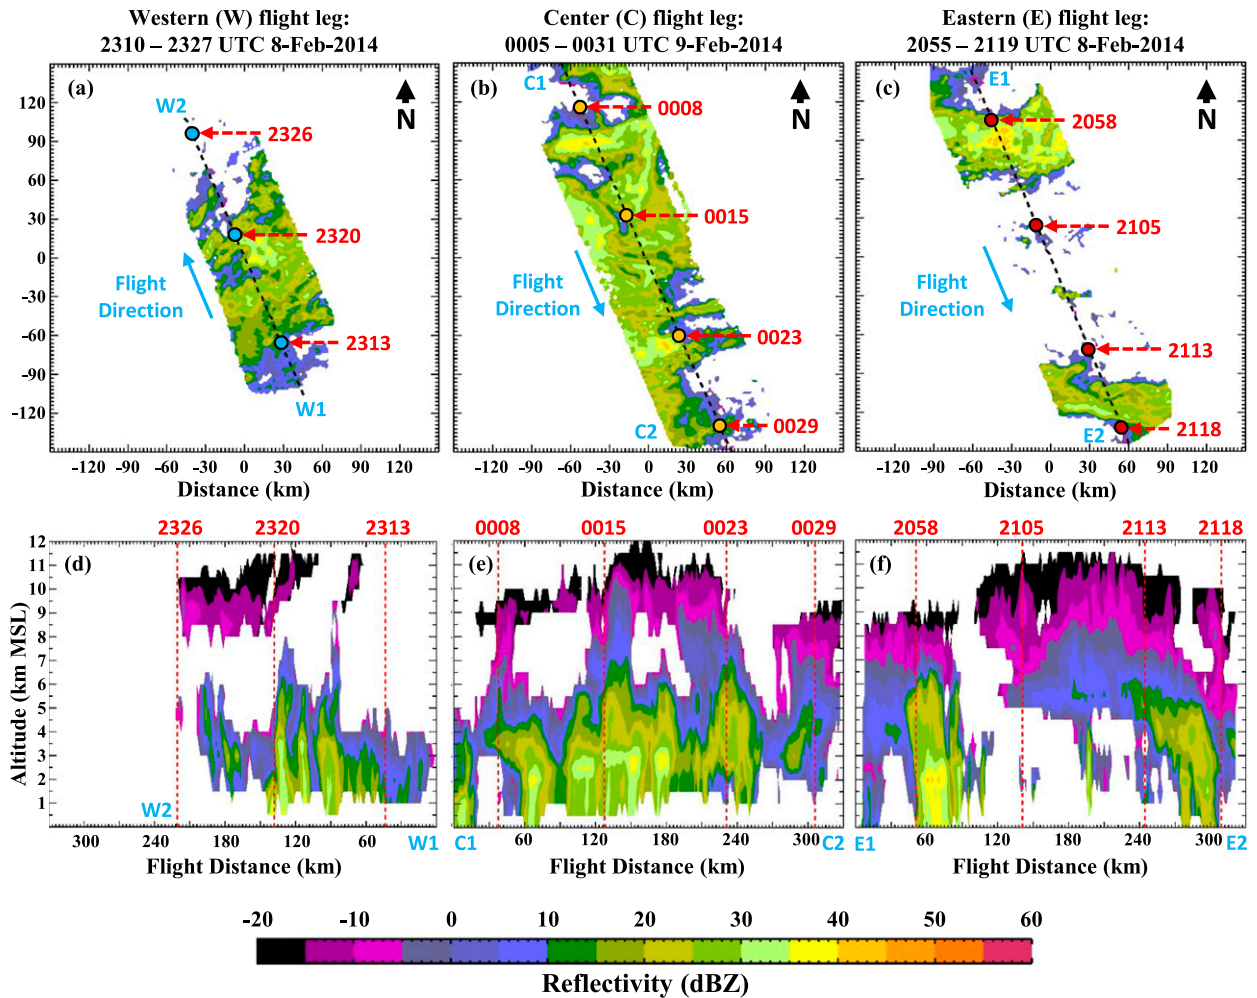 Western (W) flight leg:
2310 – 2327 UTC 8-Feb-2014
Center (C) flight leg:
0005 – 0031 UTC 9-Feb-2014
Eastern (E) flight leg:
2055 – 2119 UTC 8-Feb-2014
(a)
W2
2326
2320
2313
W1
Flight
Direction
N
120
90
60
30
0
-30
-60
-90
-120
-120 -90 -60 -30 0 30 60 90 120
Distance (km)
(b)
C1
0008
0015
0023
0029
C2
Flight
Direction
N
-120 -90 -60 -30 0 30 60 90 120
Distance (km)
(c)
E1
2058
2105
2113
2118
E2
Flight
Direction
N
-120 -90 -60 -30 0 30 60 90 120
Distance (km)
2326 2320 2313
(d)
12
11
10
9
8
7
6
5
4
3
2
1
Altitude (km MSL)
W2
300 240 180 120 60 W1
Flight Distance (km)
0008 0015 0023 0029
(e)
C1 60 120 180 240 300 C2
Flight Distance (km)
2058 2105 2113 2118
(f)
E1 60 120 180 240 300 E2
Flight Distance (km)
-20 -10 0 10 20 30 40 50 60
Reflectivity (dBZ)